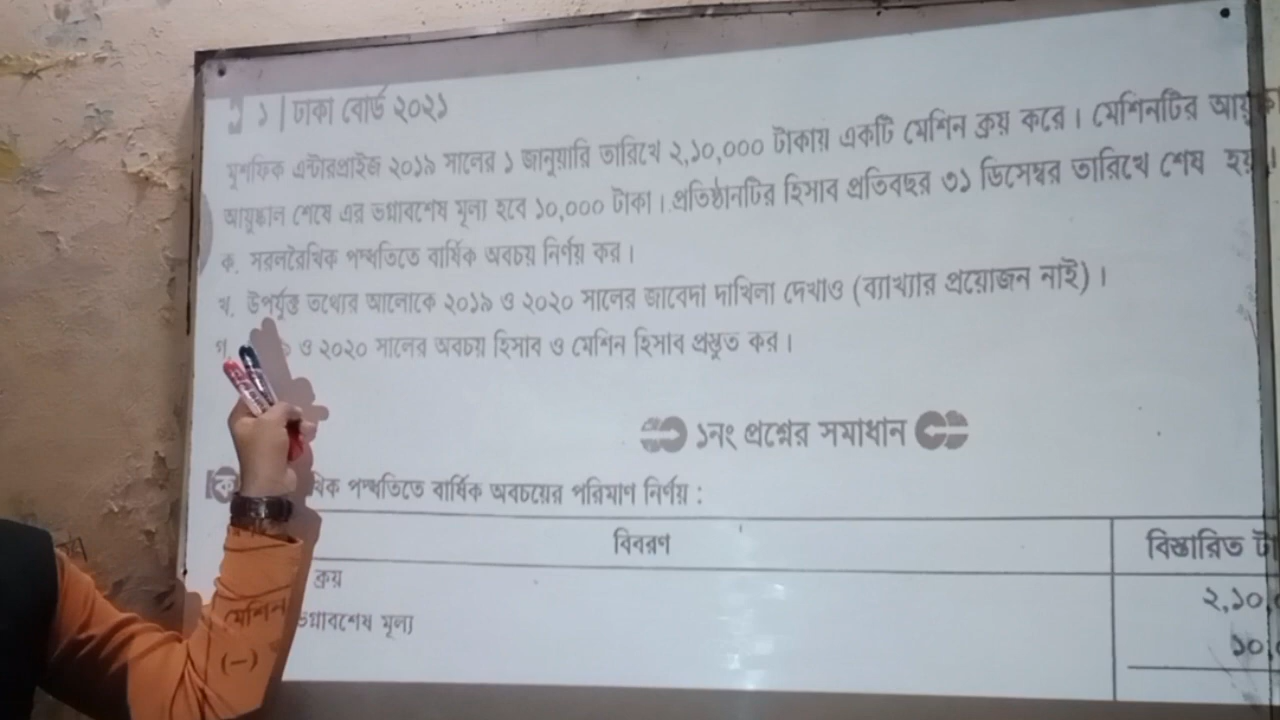 ১ | ঢাকা বোর্ড ২০২১
মুশফিক এন্টারপ্রাইজ ২০১৯ সালের ১ জানুয়ারি তারিখে ২,১০,০০০ টাকায় একটি মেশিন ক্রয় করে। মেশিনটির
আয়ুষ্কাল শেষে এর ভগ্নাবশেষ মূল্য হবে ১০,০০০ টাকা। প্রতিষ্ঠানটির হিসাব প্রতিবছর ৩১ ডিসেম্বর তারিখে শেষ হয়।
ক. সরলরৈখিক পদ্ধতিতে বার্ষিক অবচয় নির্ণয় কর।
খ. উপর্যুক্ত তথ্যের আলোকে ২০১৯ ও ২০২০ সালের জাবেদা দাখিলা দেখাও (ব্যাখ্যার প্রয়োজন নাই)।
গ. ও ২০২০ সালের অবচয় হিসাব ও মেশিন হিসাব প্রস্তুত কর।
১নং প্রশ্নের সমাধান
ক পদ্ধতিতে বার্ষিক অবচয়ের পরিমাণ নির্ণয় :
বিবরণ বিস্তারিত
মেশিন ক্রয়
(−) ভগ্নাবশেষ মূল্য